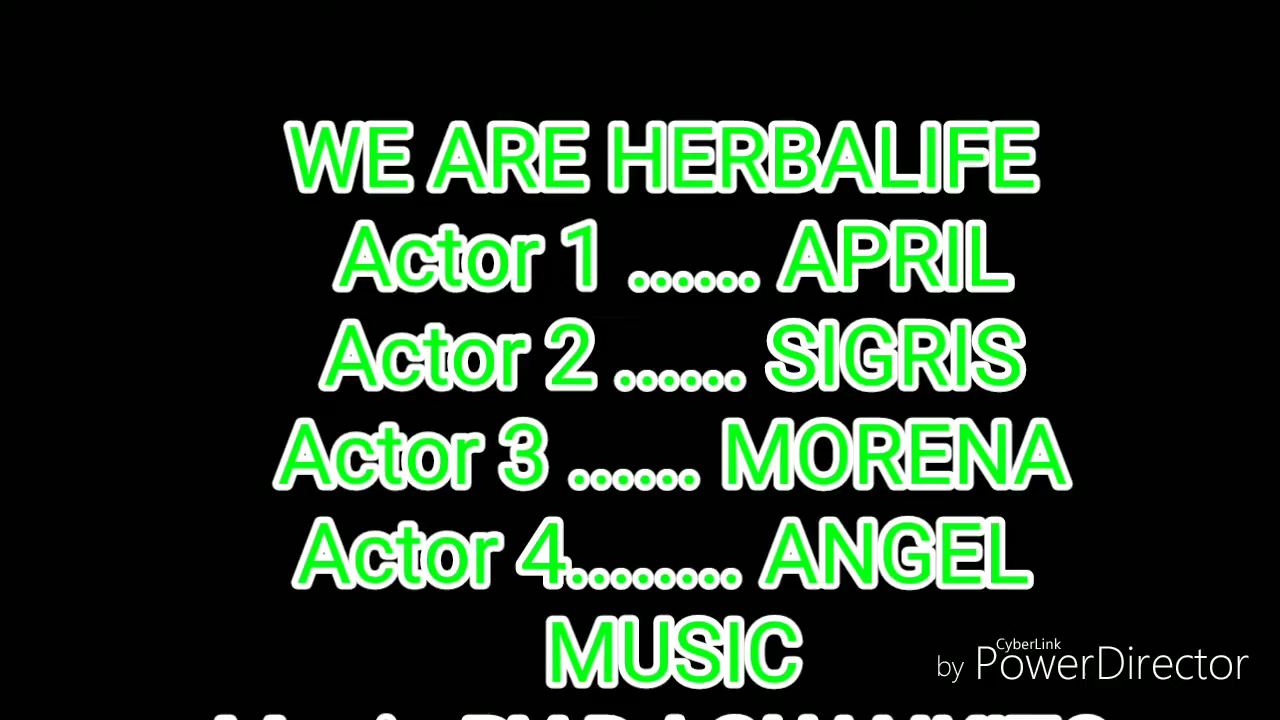 WE ARE HERBALIFE
Actor 1 ...... APRIL
Actor 2 ...... SIGRIS
Actor 3 ...... MORENA
Actor 4........ ANGEL
MUSIC
CyberLink
by PowerDirector